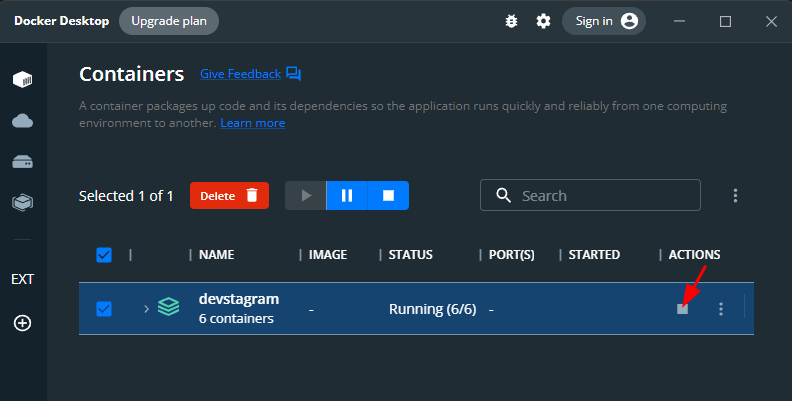 Docker Desktop Upgrade plan Sign in
Containers Give Feedback
A container packages up code and its dependencies so the application runs quickly and reliably from one computing
environment to another. Learn more
Selected 1 of 1 Delete Search
NAME IMAGE STATUS PORT(S) STARTED ACTIONS
EXT
devstagram
6 containers - Running (6/6) -